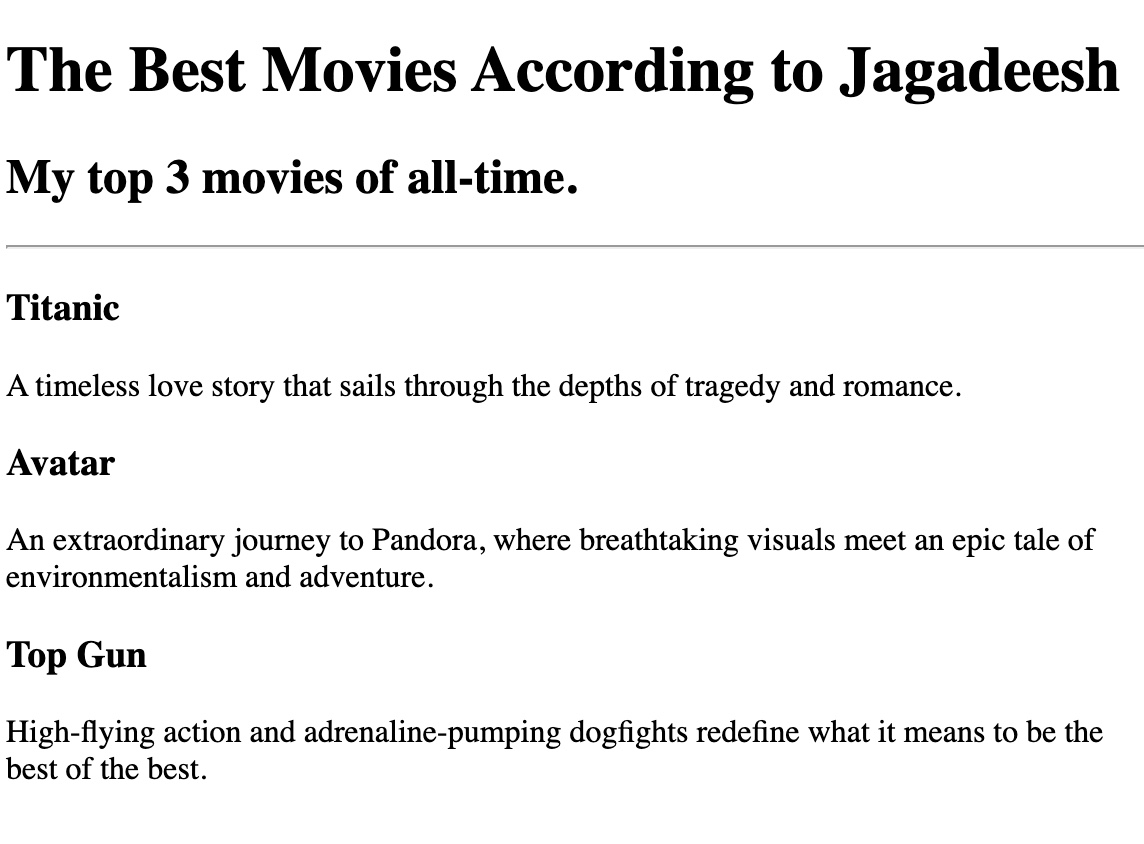 The Best Movies According to Jagadeesh
My top 3 movies of all-time.
Titanic
A timeless love story that sails through the depths of tragedy and romance.
Avatar
An extraordinary journey to Pandora, where breathtaking visuals meet an epic tale of
environmentalism and adventure.
Top Gun
High-flying action and adrenaline-pumping dogfights redefine what it means to be the
best of the best.